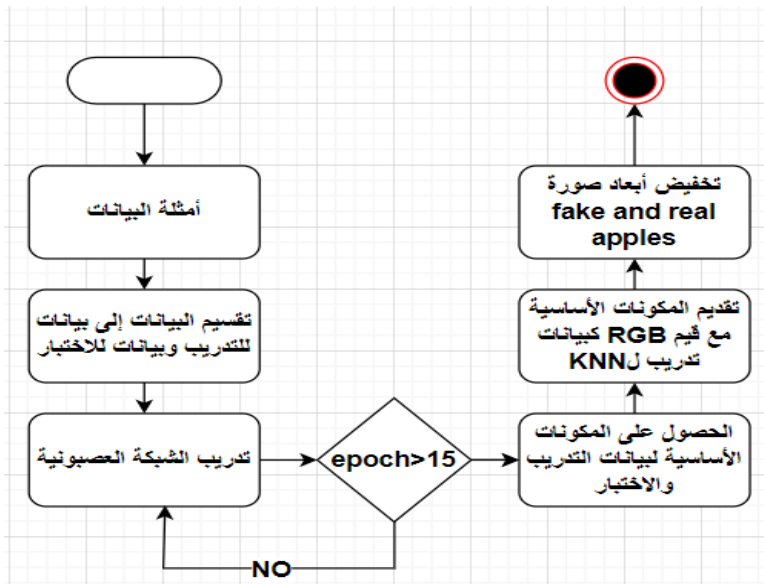 أمثلة البيانات
تقسيم البيانات إلى بيانات
للتدريب وبيانات للاختبار
تدريب الشبكة العصبونية
epoch>15
NO
الحصول على المكونات
الأساسية لبيانات التدريب
والاختبار
تقديم المكونات الأساسية
مع قيم RGB كبيانات
تدريب لKNN
تخفيض أبعاد صورة
fake and real
apples